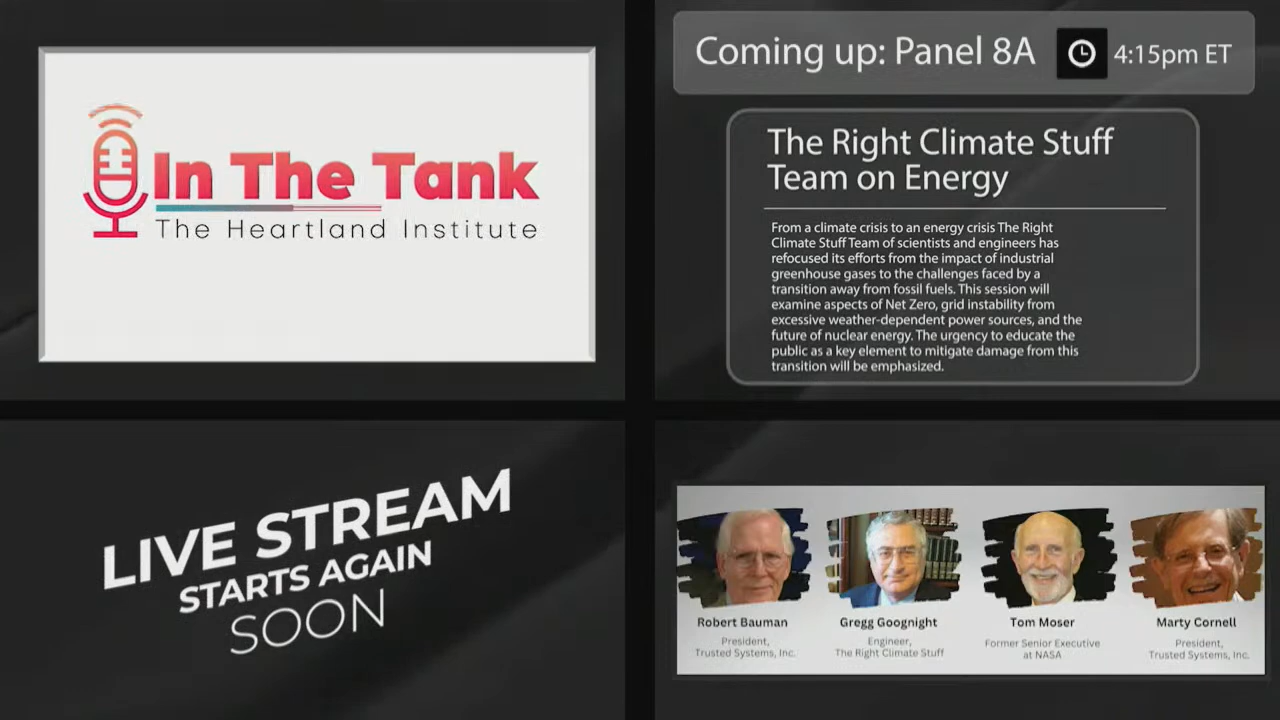 In The Tank
The Heartland Institute
Coming up: Panel 8A
4:15pm ET
The Right Climate Stuff
Team on Energy
From a climate crisis to an energy crisis The Right
Climate Stuff Team of scientists and engineers has
refocused its efforts from the impact of industrial
greenhouse gases to the challenges faced by a
transition away from fossil fuels. This session will
examine aspects of Net Zero, grid instability from
excessive weather-dependent power sources, and the
future of nuclear energy. The urgency to educate the
public as a key element to mitigate damage from this
transition will be emphasized.
LIVE STREAM
STARTS AGAIN
SOON
Robert Bauman
President,
Trusted Systems, Inc.
Gregg Goognight
Engineer,
The Right Climate Stuff
Tom Moser
Former Senior Executive
at NASA
Marty Cornell
President,
Trusted Systems, Inc.